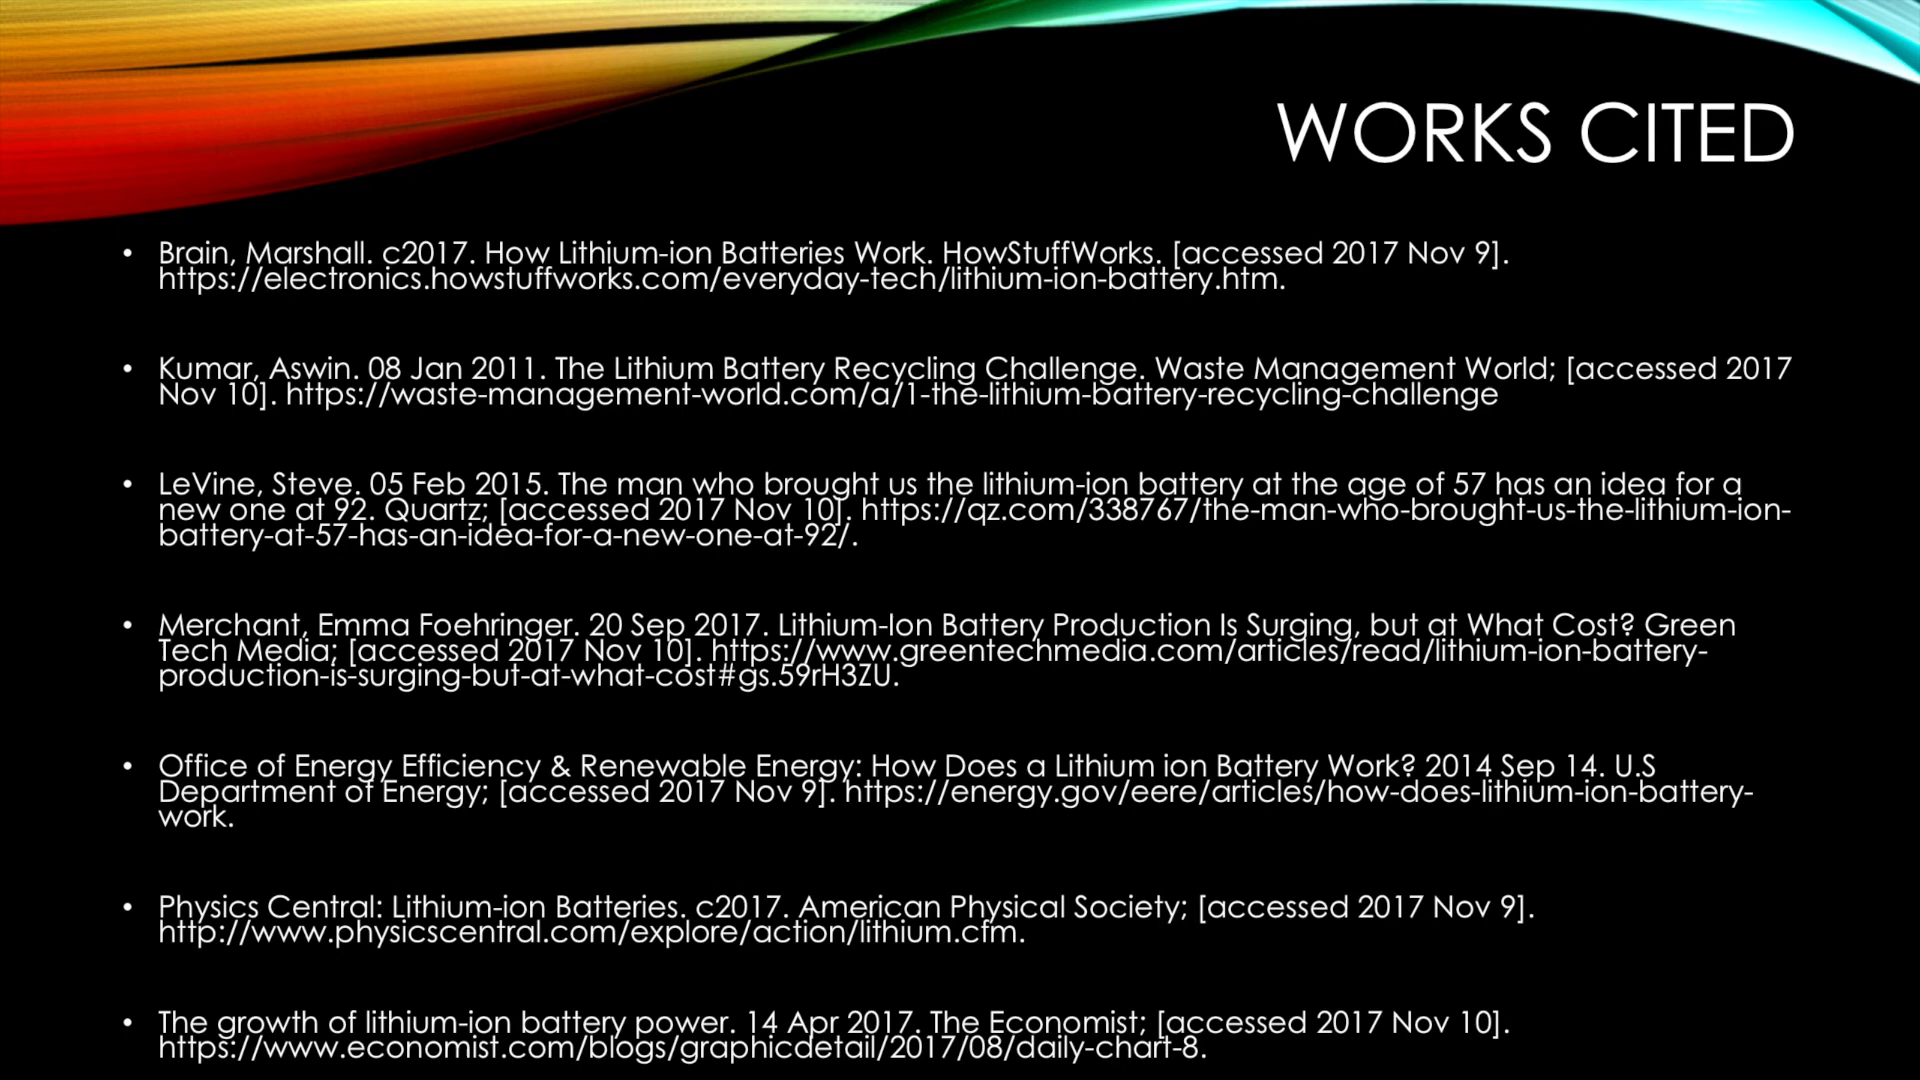 WORKS CITED
• Brain, Marshall. c2017. How Lithium-ion Batteries Work. HowStuffWorks. [accessed 2017 Nov 9].
https://electronics.howstuffworks.com/everyday-tech/lithium-ion-battery.htm.
• Kumar, Aswin. 08 Jan 2011. The Lithium Battery Recycling Challenge. Waste Management World; [accessed 2017
Nov 10]. https://waste-management-world.com/a/1-the-lithium-battery-recycling-challenge
• LeVine, Steve. 05 Feb 2015. The man who brought us the lithium-ion battery at the age of 57 has an idea for a
new one at 92. Quartz; [accessed 2017 Nov 10]. https://qz.com/338767/the-man-who-brought-us-the-lithium-ion-
battery-at-57-has-an-idea-for-a-new-one-at-92/.
• Merchant, Emma Foehringer. 20 Sep 2017. Lithium-Ion Battery Production Is Surging, but at What Cost? Green
Tech Media; [accessed 2017 Nov 10]. https://www.greentechmedia.com/articles/read/lithium-ion-battery-
production-is-surging-but-at-what-cost#gs.59rH3ZU.
• Office of Energy Efficiency & Renewable Energy: How Does a Lithium ion Battery Work? 2014 Sep 14. U.S
Department of Energy; [accessed 2017 Nov 9]. https://energy.gov/eere/articles/how-does-lithium-ion-battery-
work.
• Physics Central: Lithium-ion Batteries. c2017. American Physical Society; [accessed 2017 Nov 9].
http://www.physicscentral.com/explore/action/lithium.cfm.
• The growth of lithium-ion battery power. 14 Apr 2017. The Economist; [accessed 2017 Nov 10].
https://www.economist.com/blogs/graphicdetail/2017/08/daily-chart-8.